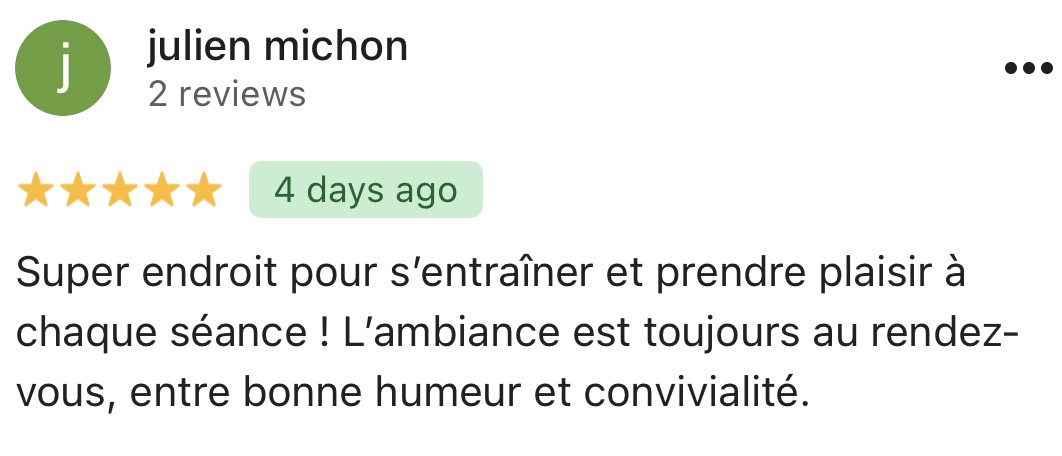 j
julien michon
2 reviews
4 days ago
Super endroit pour s’entraîner et prendre plaisir à
chaque séance ! L’ambiance est toujours au rendez-
vous, entre bonne humeur et convivialité.